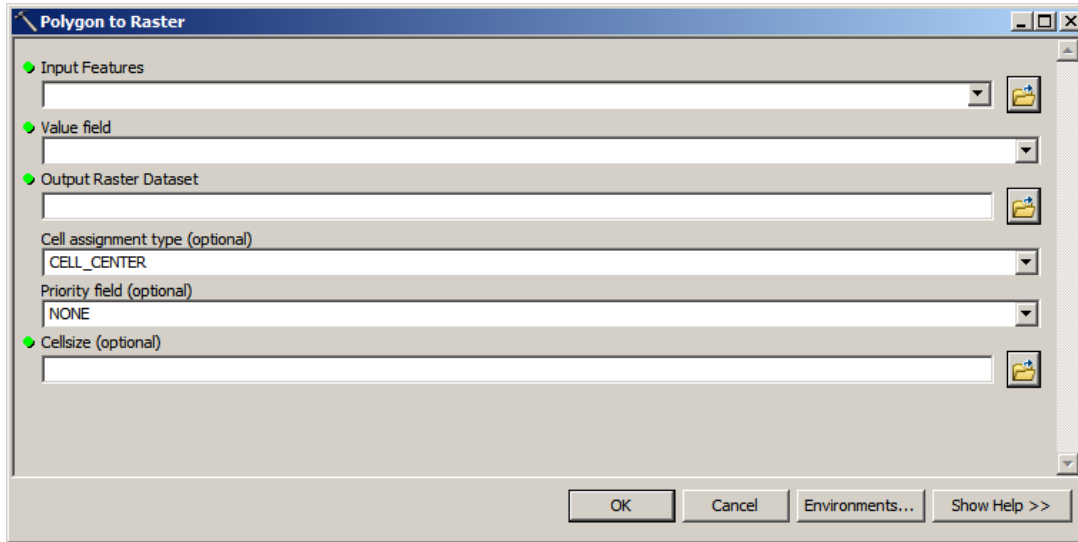 Polygon to Raster
Input Features
Value field
Output Raster Dataset
Cell assignment type (optional)
CELL_CENTER
Priority field (optional)
NONE
Cellsize (optional)
OK Cancel Environments... Show Help >>